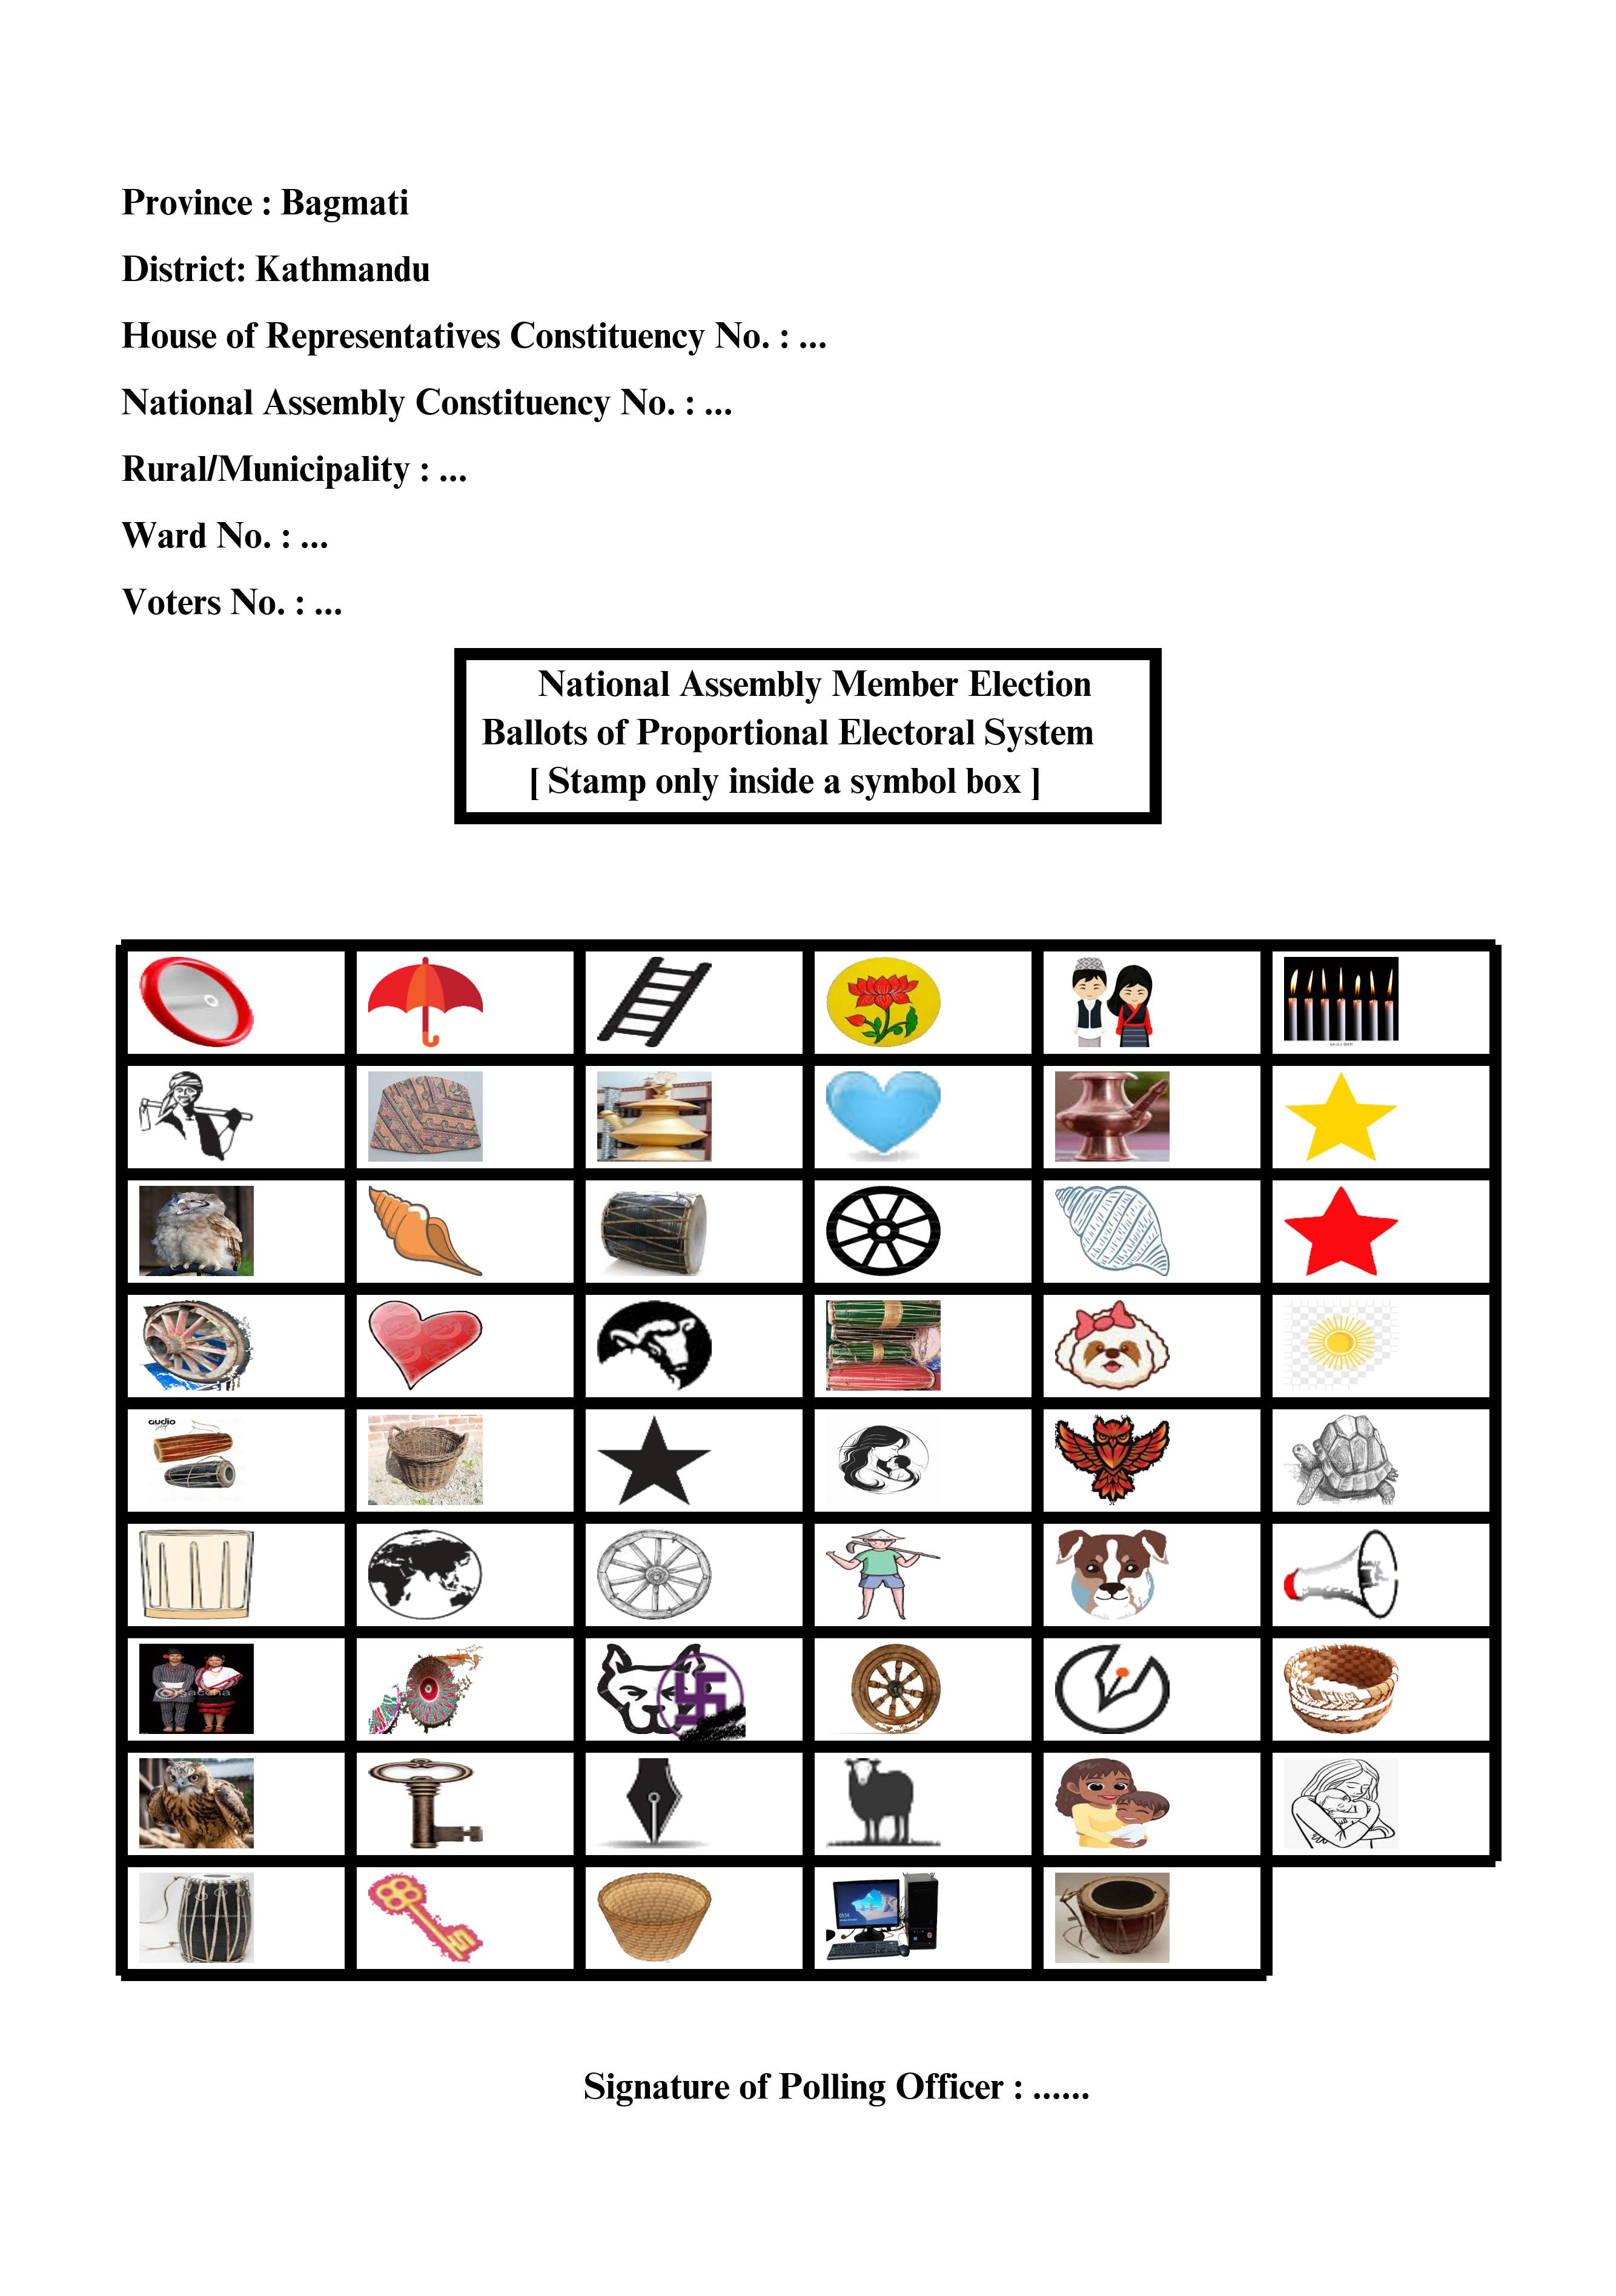 Province : Bagmati
District: Kathmandu
House of Representatives Constituency No. : ...
National Assembly Constituency No. : ...
Rural/Municipality : ...
Ward No. : ...
Voters No. : ...
National Assembly Member Election
Ballots of Proportional Electoral System
[ Stamp only inside a symbol box ]
audio
Signature of Polling Officer : ......